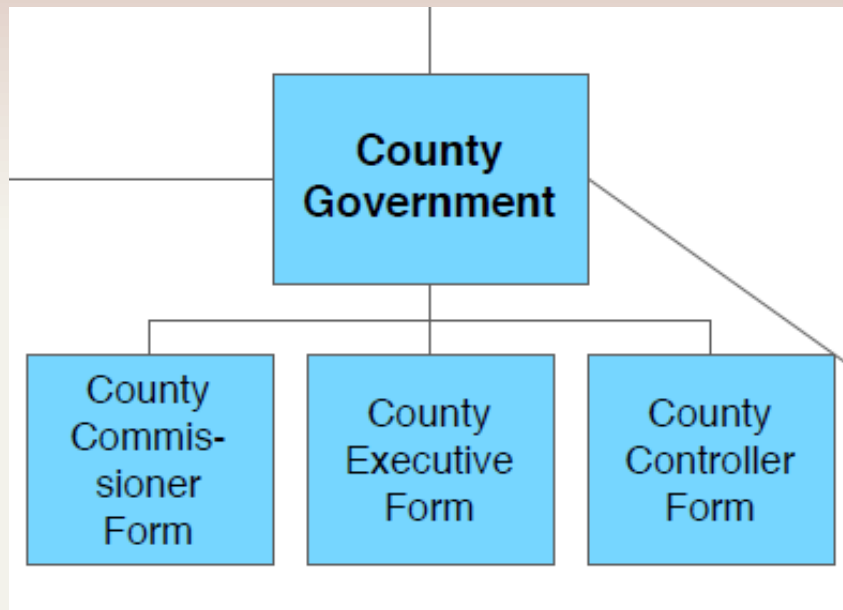 County
Government
County
Commis-
sioner
Form
County
Executive
Form
County
Controller
Form